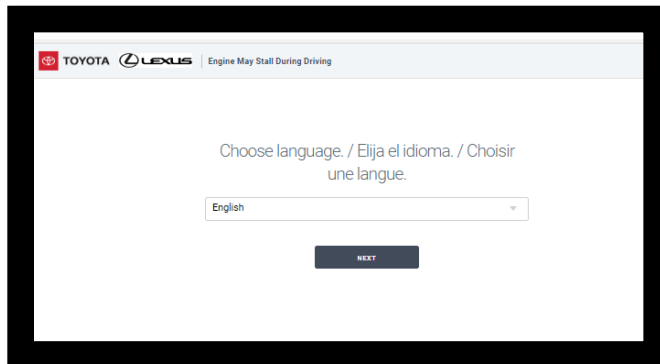 TOYOTA LEXUS Engine May Stall During Driving
Choose language. / Elija el idioma. / Choisir
une langue.
English
NEXT